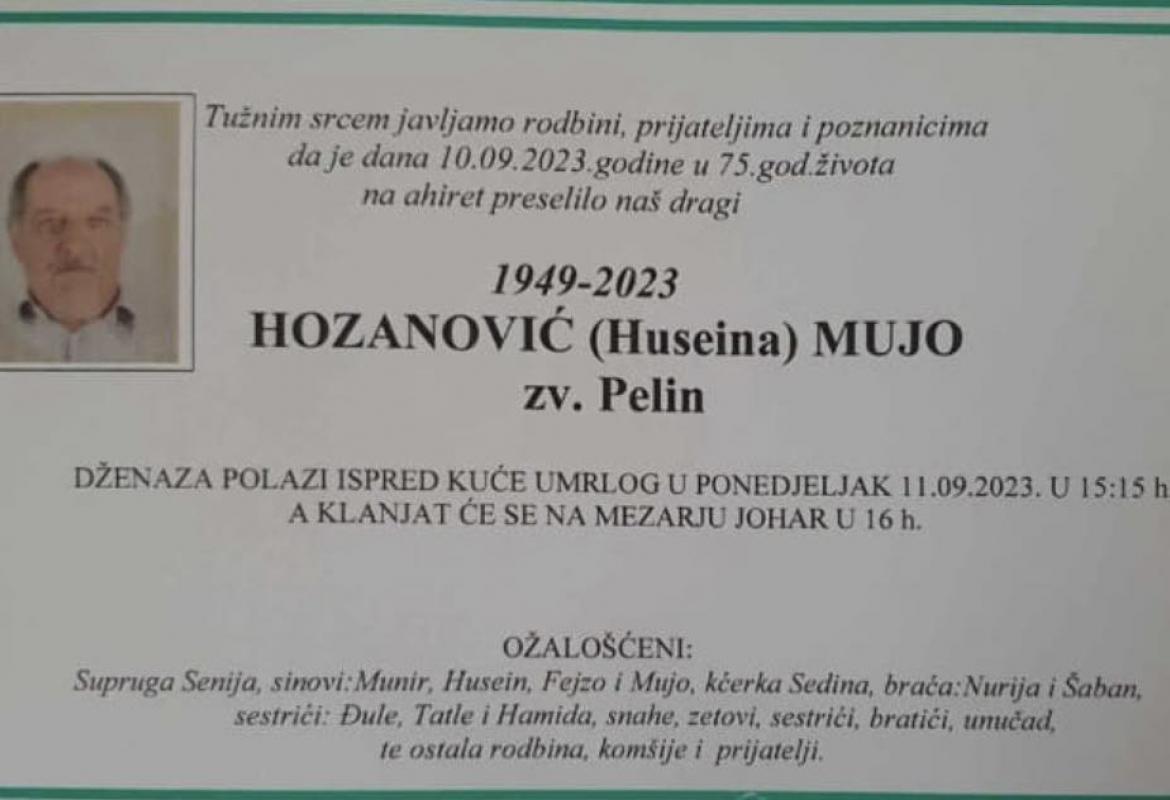 Tužnim srcem javljamo rodbini, prijateljima i poznanicima
da je dana 10.09.2023.godine u 75.god.života
na ahiret preselilo naš dragi
1949-2023
HOZANOVIĆ (Huseina) MUJO
zv. Pelin
DŽENAZA POLAZI ISPRED KUĆE UMRLOG U PONEDJELJAK 11.09.2023. U 15:15 h
A KLANJAT ĆE SE NA MEZARJU JOHAR U 16 h.
OŽALOŠĆENI:
Supruga Senija, sinovi:Munir, Husein, Fejzo i Mujo, kćerka Sedina, braća:Nurija i Šaban,
sestrići: Đule, Tatle i Hamida, snahe, zetovi, sestrići, bratići, unučad,
te ostala rodbina, komšije i prijatelji.